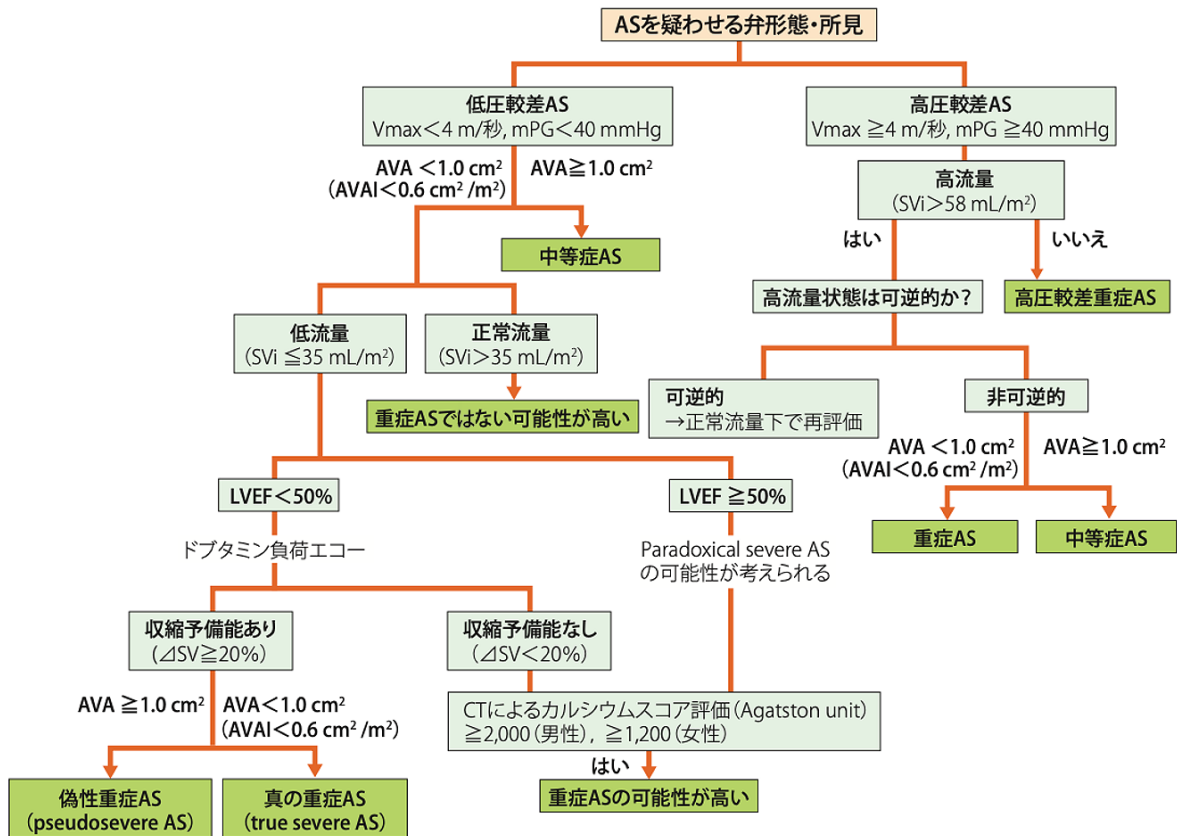 ASを疑わせる弁形態・所見
低圧較差AS
Vmax＜4 m/秒, mPG＜40 mmHg
高圧較差AS
Vmax ≧4 m/秒, mPG ≧40 mmHg
AVA ＜1.0 cm²
(AVAI＜0.6 cm² /m²)
AVA≧1.0 cm²
中等症AS
高流量
(SVi＞58 mL/m²)
はい
いいえ
高流量状態は可逆的か？
高圧較差重症AS
低流量
(SVi ≦35 mL/m²)
正常流量
(SVi＞35 mL/m²)
重症ASではない可能性が高い
可逆的
→正常流量下で再評価
非可逆的
AVA ＜1.0 cm²
(AVAI＜0.6 cm² /m²)
AVA≧1.0 cm²
重症AS
中等症AS
LVEF＜50%
LVEF ≧50%
ドブタミン負荷エコー
Paradoxical severe AS
の可能性が考えられる
収縮予備能あり
(⊿SV≧20%)
収縮予備能なし
(⊿SV＜20%)
AVA ≧1.0 cm²
AVA＜1.0 cm²
(AVAI＜0.6 cm² /m²)
CTによるカルシウムスコア評価(Agatston unit)
≧2,000(男性)，≧1,200(女性)
はい
偽性重症AS
(pseudosevere AS)
真の重症AS
(true severe AS)
重症ASの可能性が高い